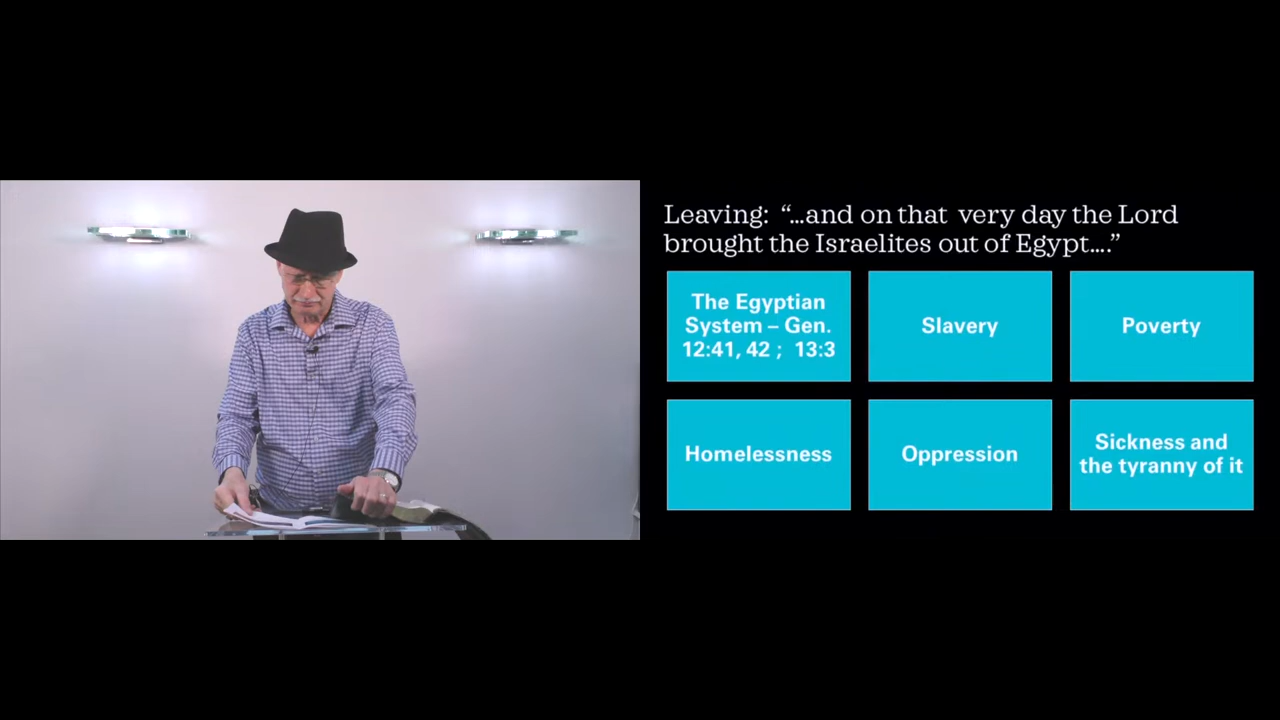 Leaving: “...and on that very day the Lord
brought the Israelites out of Egypt....”
The Egyptian
System – Gen.
12:41, 42 ; 13:3
Slavery
Poverty
Homelessness
Oppression
Sickness and
the tyranny of it